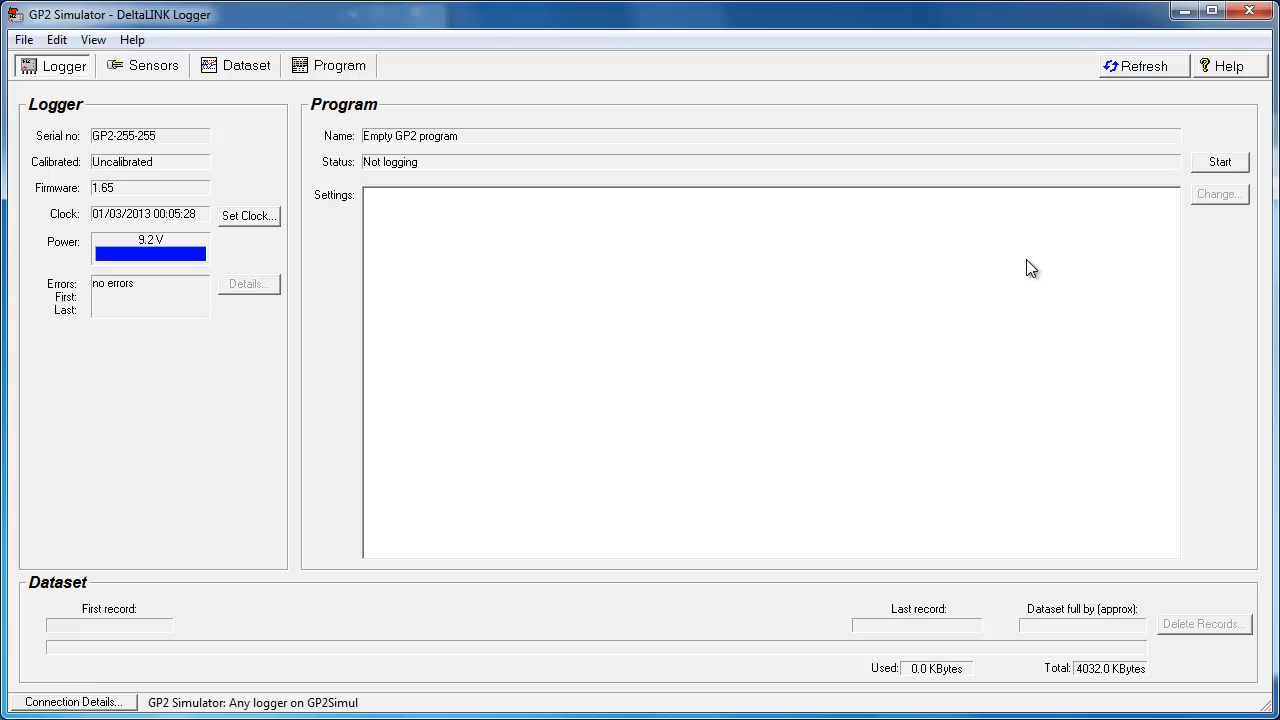 GP2 Simulator - DeltaLINK Logger
File Edit View Help
Logger Sensors Dataset Program Refresh Help
Logger
Serial no: GP2-255-255
Calibrated: Uncalibrated
Firmware: 1.65
Clock: 01/03/2013 00:05:28 Set Clock...
Power: 9.2 V
Errors: no errors Details...
First:
Last:
Program
Name: Empty GP2 program
Status: Not logging Start
Settings: Change...
Dataset
First record: Last record: Dataset full by (approx):
Delete Records...
Used: 0.0 KBytes Total: 4032.0 KBytes
Connection Details... GP2 Simulator: Any logger on GP2Simul